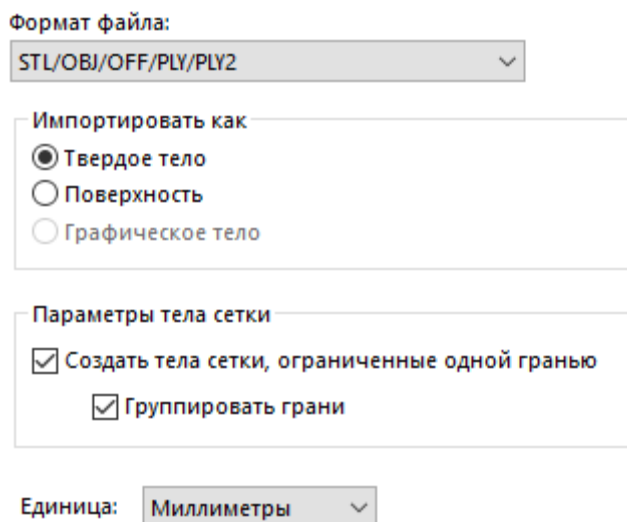 Формат файла:
STL/OBJ/OFF/PLY/PLY2
Импортировать как
Твердое тело
Поверхность
Графическое тело
Параметры тела сетки
Создать тела сетки, ограниченные одной гранью
Группировать грани
Единица: Миллиметры